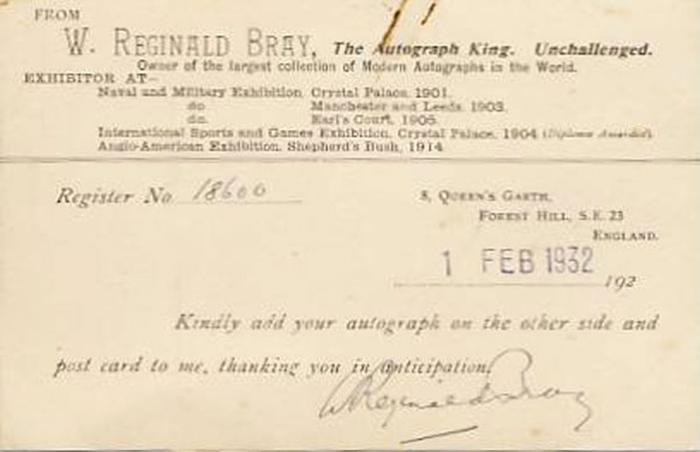 FROM
W. REGINALD BRAY, The Autograph King. Unchallenged.
Owner of the largest collection of Modern Autographs in the World.
EXHIBITOR AT—
Naval and Military Exhibition, Crystal Palace, 1901.
do. Manchester and Leeds, 1903.
do. Earl's Court, 1905.
International Sports and Games Exhibition, Crystal Palace, 1904 (Diploma Awarded).
Anglo-American Exhibition, Shepherd's Bush, 1914
Register No 18600
8, QUEEN'S GARTH,
FOREST HILL, S.E. 23
ENGLAND.
1 FEB 1932
192
Kindly add your autograph on the other side and
post card to me, thanking you in anticipation.
W Reginald Bray